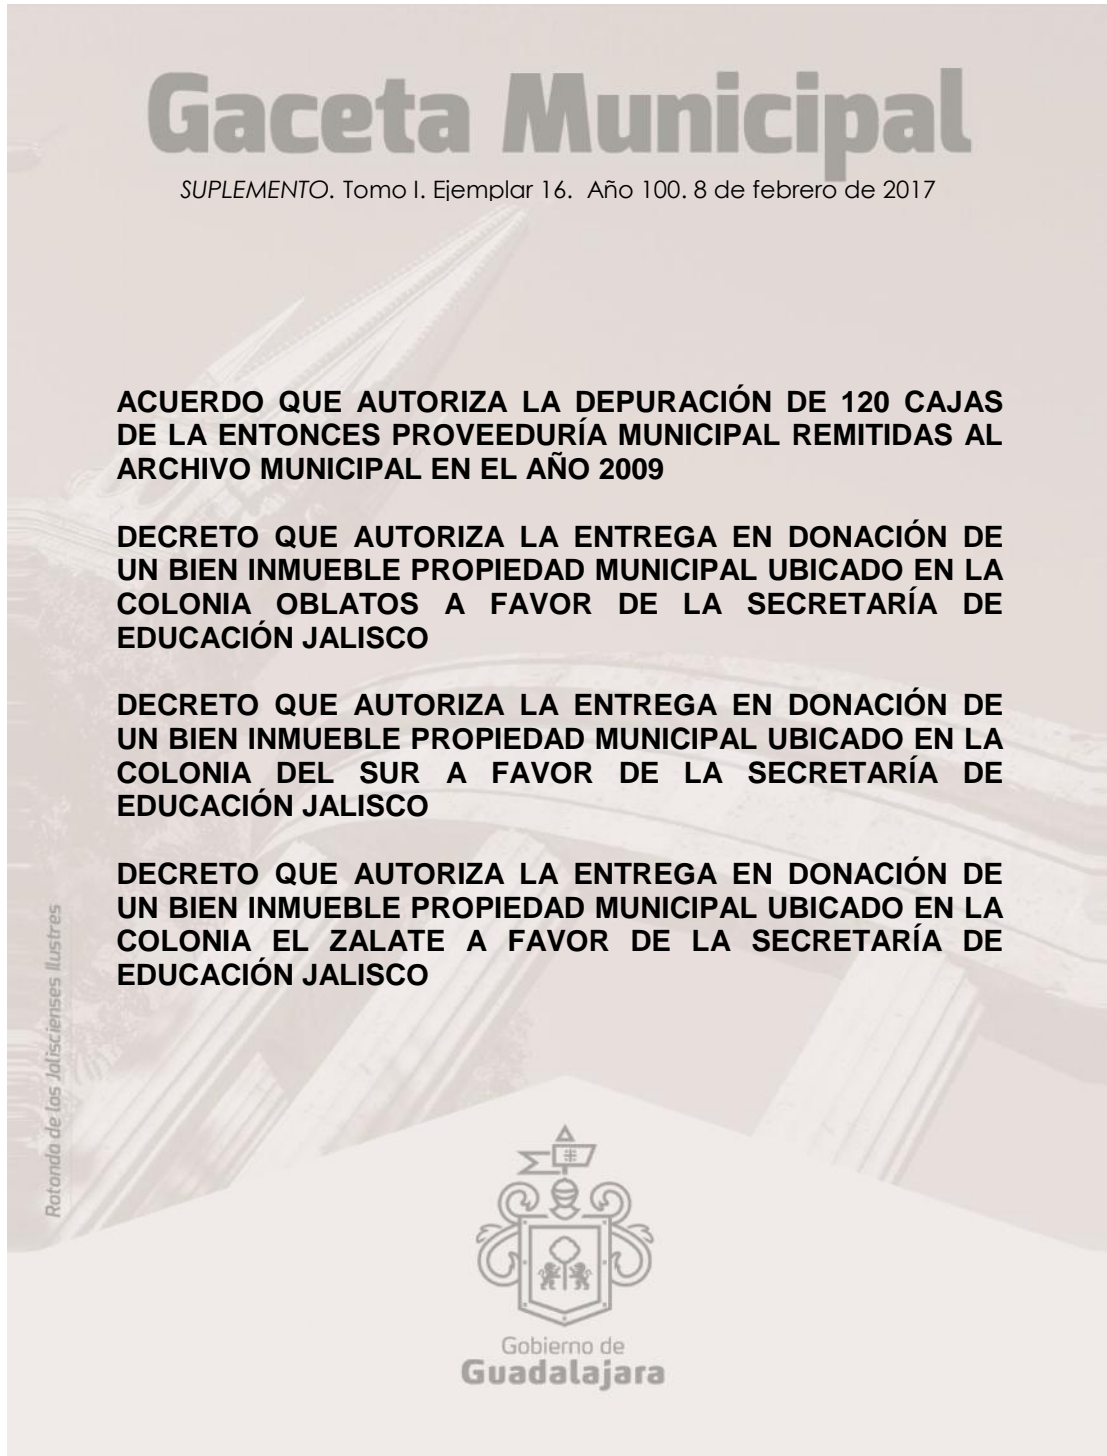 Gaceta Municipal
SUPLEMENTO. Tomo I. Ejemplar 16. Año 100. 8 de febrero de 2017
ACUERDO QUE AUTORIZA LA DEPURACIÓN DE 120 CAJAS
DE LA ENTONCES PROVEEDURÍA MUNICIPAL REMITIDAS AL
ARCHIVO MUNICIPAL EN EL AÑO 2009
DECRETO QUE AUTORIZA LA ENTREGA EN DONACIÓN DE
UN BIEN INMUEBLE PROPIEDAD MUNICIPAL UBICADO EN LA
COLONIA OBLATOS A FAVOR DE LA SECRETARÍA DE
EDUCACIÓN JALISCO
DECRETO QUE AUTORIZA LA ENTREGA EN DONACIÓN DE
UN BIEN INMUEBLE PROPIEDAD MUNICIPAL UBICADO EN LA
COLONIA DEL SUR A FAVOR DE LA SECRETARÍA DE
EDUCACIÓN JALISCO
DECRETO QUE AUTORIZA LA ENTREGA EN DONACIÓN DE
UN BIEN INMUEBLE PROPIEDAD MUNICIPAL UBICADO EN LA
COLONIA EL ZALATE A FAVOR DE LA SECRETARÍA DE
EDUCACIÓN JALISCO
Rotonda de los Jaliscienses Ilustres
Gobierno de
Guadalajara